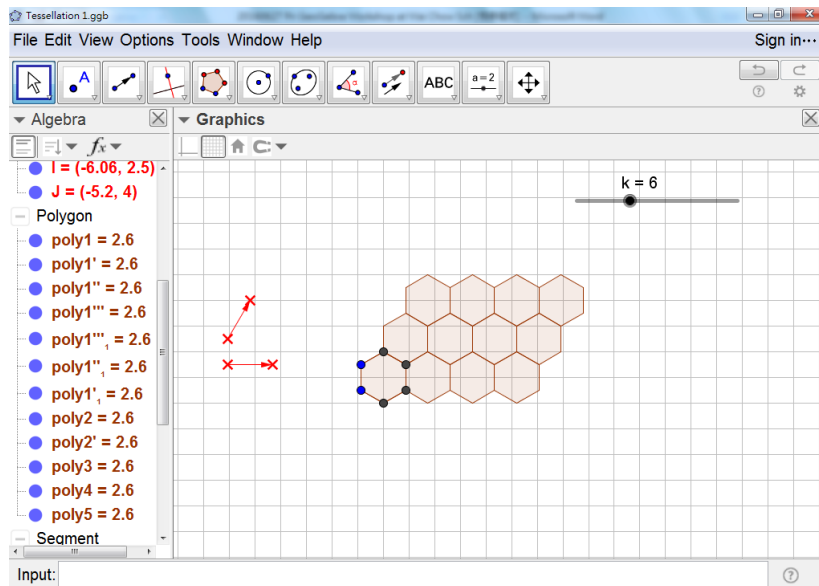 Tessellation 1.ggb
File Edit View Options Tools Window Help
Sign in...
ABC
a = 2
Algebra
Graphics
fx
I = (-6.06, 2.5)
J = (-5.2, 4)
Polygon
poly1 = 2.6
poly1' = 2.6
poly1'' = 2.6
poly1''' = 2.6
poly1'''₁ = 2.6
poly1''₁ = 2.6
poly1'₁ = 2.6
poly2 = 2.6
poly2' = 2.6
poly3 = 2.6
poly4 = 2.6
poly5 = 2.6
Segment
k = 6
Input: